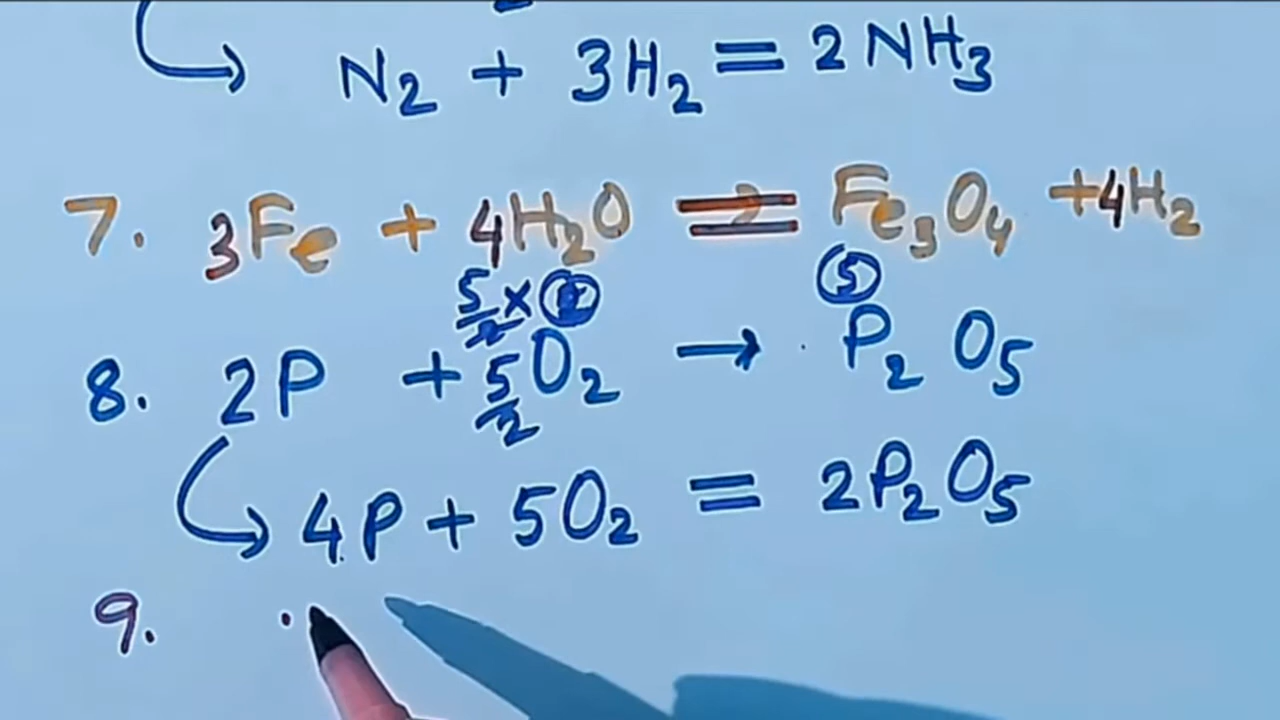 N₂ + 3H₂ = 2NH₃
7. 3Fe + 4H₂O = Fe₃O₄ + 4H₂
5/2 × 2 5
8. 2P + 5/2 O₂ → P₂O₅
4P + 5O₂ = 2P₂O₅
9.